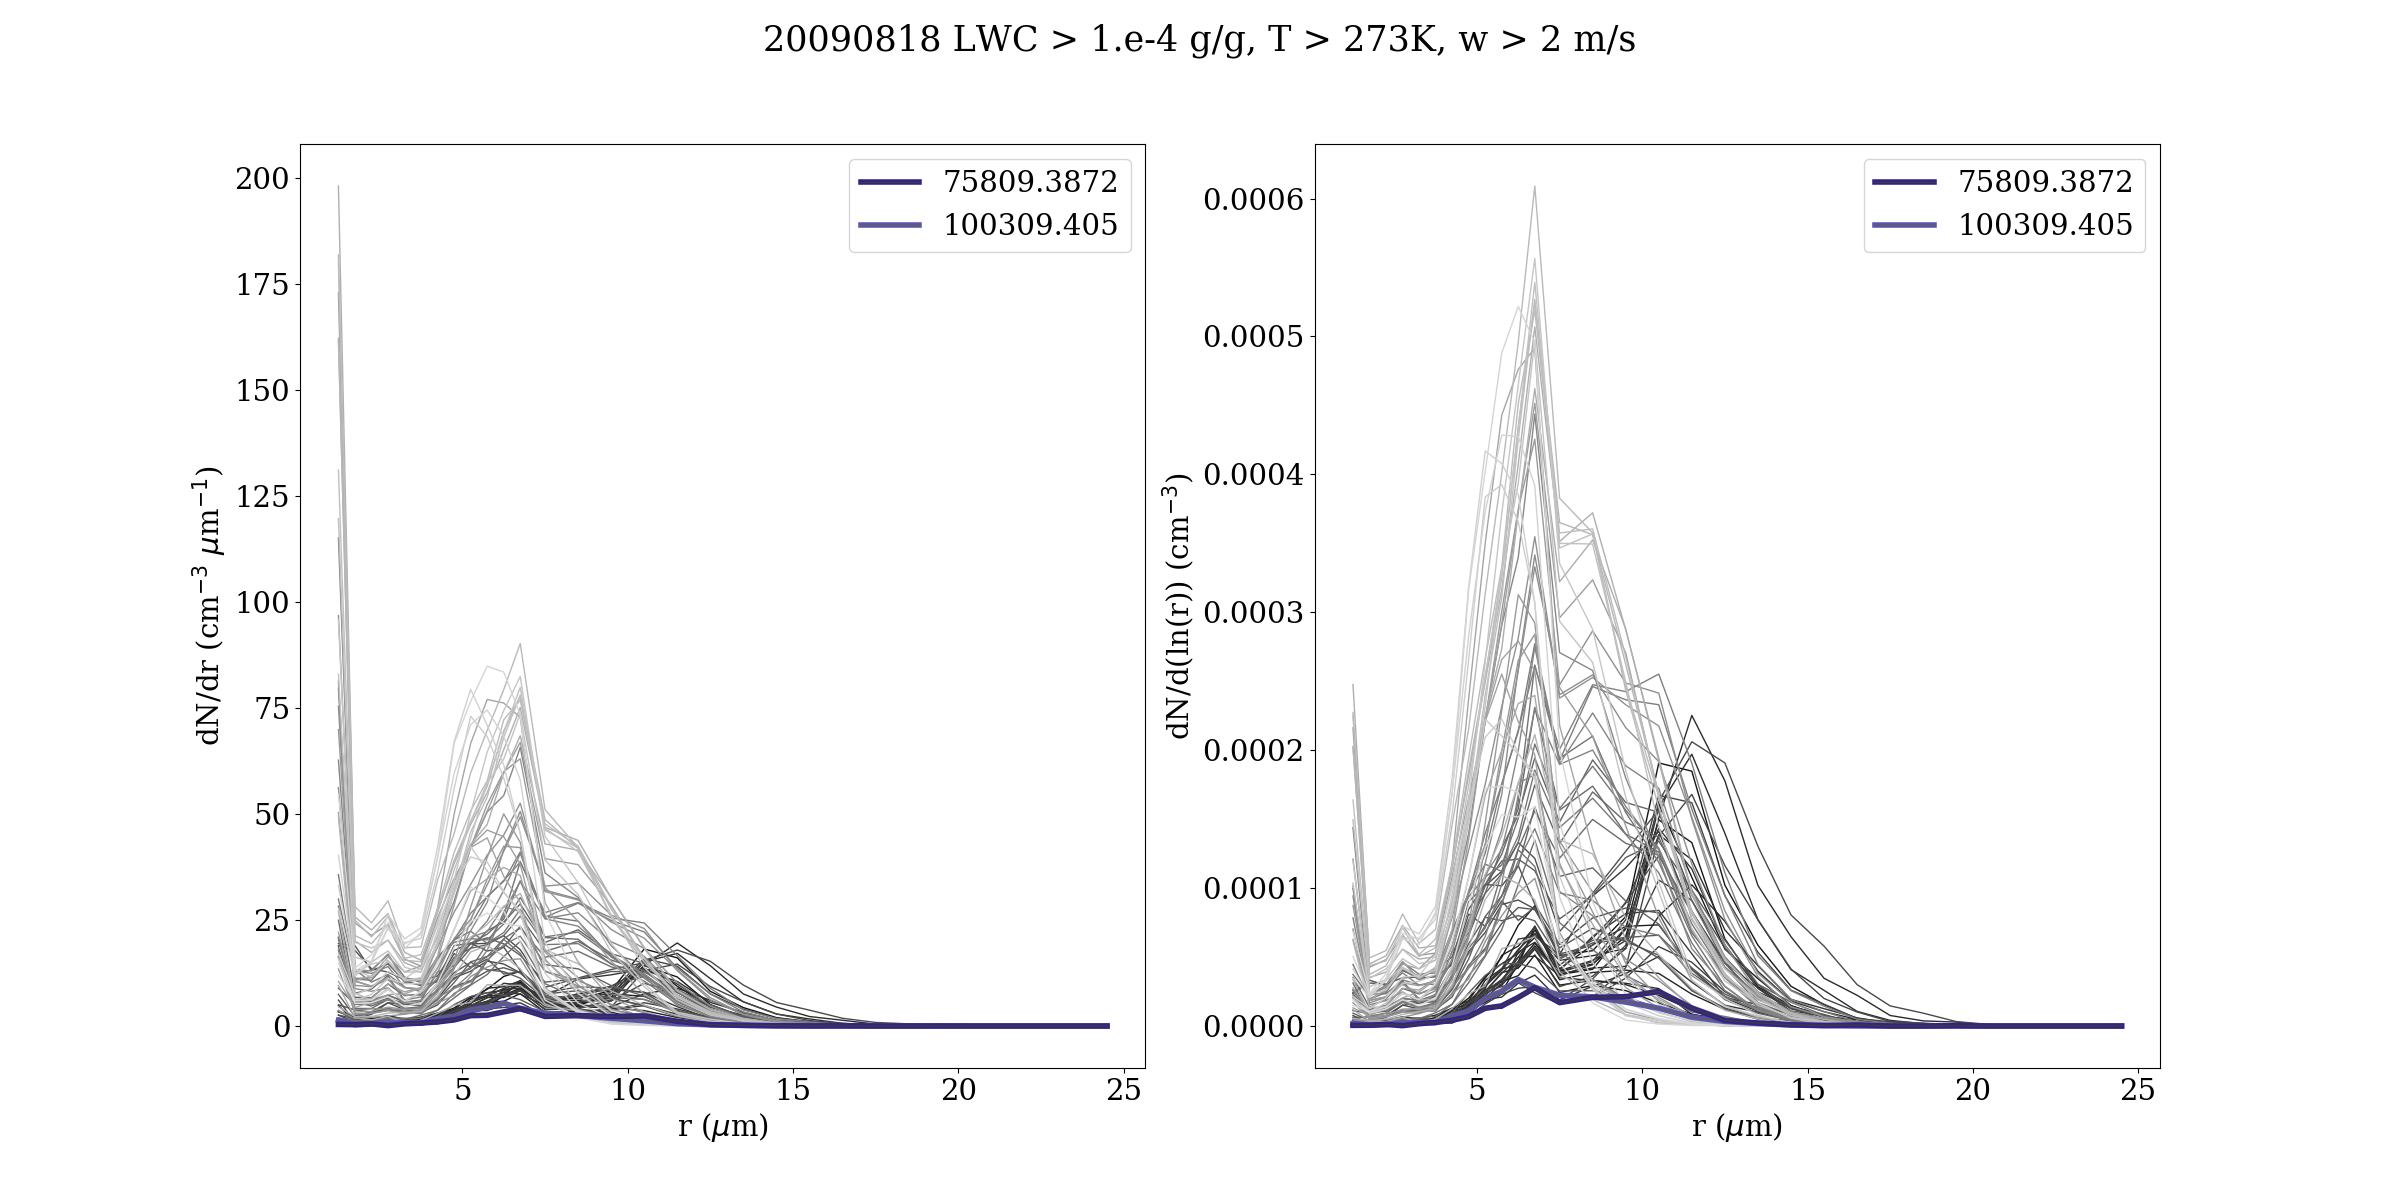 20090818 LWC > 1.e-4 g/g, T > 273K, w > 2 m/s
dN/dr (cm⁻³ μm⁻¹)
200
175
150
125
100
75
50
25
0
5 10 15 20 25
r (μm)
75809.3872
100309.405
dN/d(ln(r)) (cm⁻³)
0.0006
0.0005
0.0004
0.0003
0.0002
0.0001
0.0000
5 10 15 20 25
r (μm)
75809.3872
100309.405